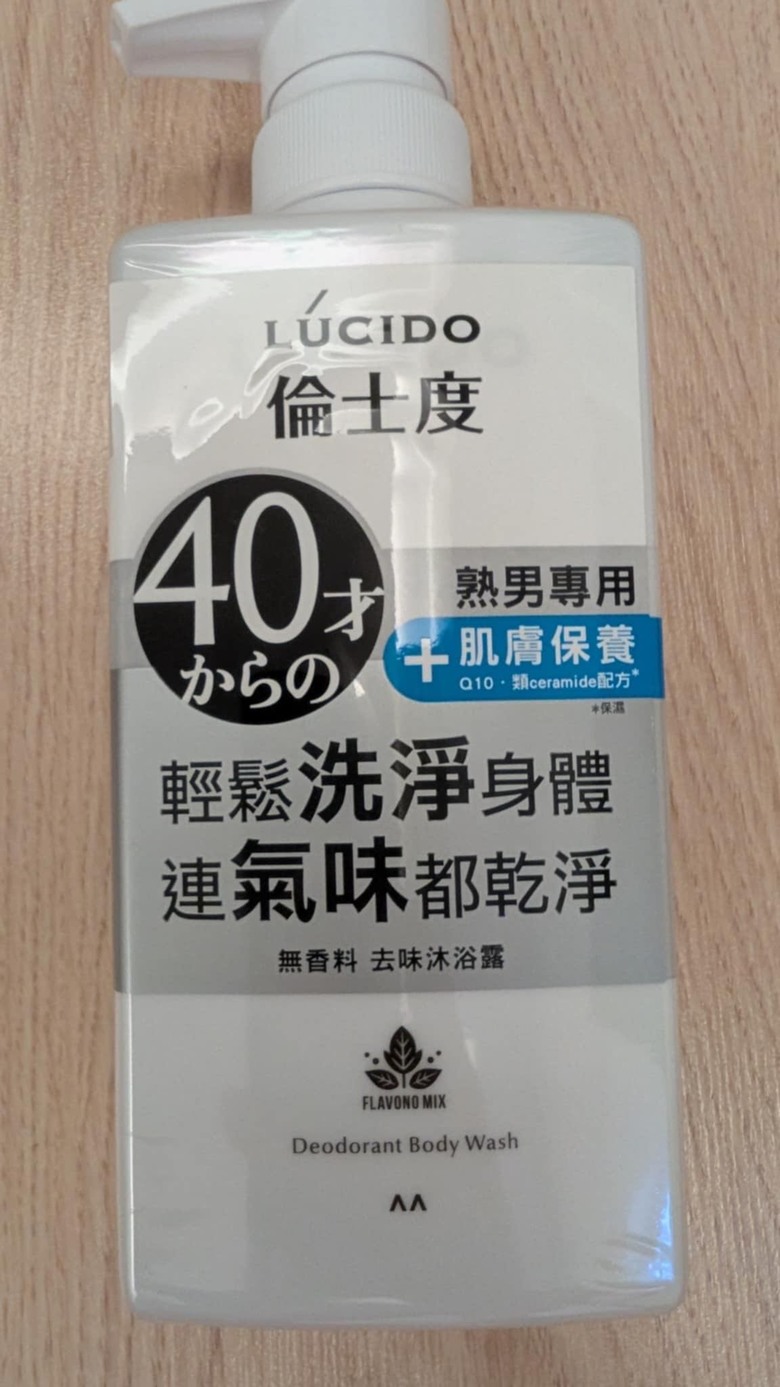 LÚCIDO
倫士度
40才
からの
熟男專用
+肌膚保養
Q10・類ceramide配方*
*保濕
輕鬆洗淨身體
連氣味都乾淨
無香料 去味沐浴露
FLAVONO MIX
Deodorant Body Wash
^^